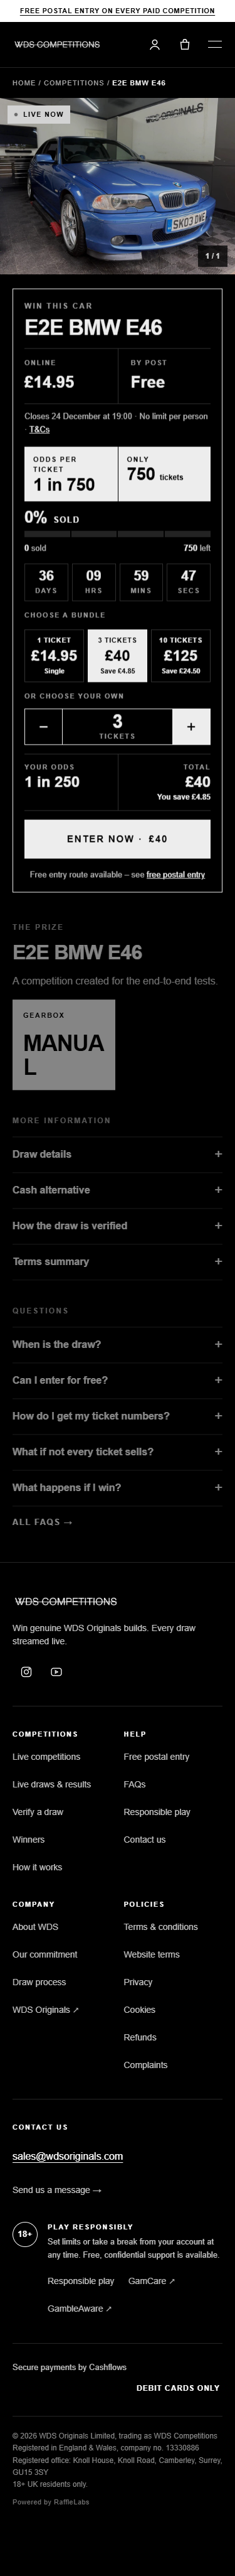 FREE POSTAL ENTRY ON EVERY PAID COMPETITION
WDS COMPETITIONS
HOME / COMPETITIONS / E2E BMW E46
LIVE NOW
ORIGINALS
SK03
1 / 1
WIN THIS CAR
E2E BMW E46
ONLINE
£14.95
BY POST
Free
Closes 24 December at 19:00 · No limit per person
· T&Cs
ODDS PER
TICKET
1 in 750
ONLY
750 tickets
0% SOLD
0 sold
750 left
36
DAYS
09
HRS
59
MINS
47
SECS
CHOOSE A BUNDLE
1 TICKET
£14.95
Single
3 TICKETS
£40
Save £4.85
10 TICKETS
£125
Save £24.50
OR CHOOSE YOUR OWN
−
3
TICKETS
+
YOUR ODDS
1 in 250
TOTAL
£40
You save £4.85
ENTER NOW · £40
Free entry route available – see free postal entry
THE PRIZE
E2E BMW E46
A competition created for the end-to-end tests.
GEARBOX
MANUA
L
MORE INFORMATION
Draw details +
Cash alternative +
How the draw is verified +
Terms summary +
QUESTIONS
When is the draw? +
Can I enter for free? +
How do I get my ticket numbers? +
What if not every ticket sells? +
What happens if I win? +
ALL FAQS →
WDS COMPETITIONS
Win genuine WDS Originals builds. Every draw
streamed live.
COMPETITIONS
Live competitions
Live draws & results
Verify a draw
Winners
How it works
HELP
Free postal entry
FAQs
Responsible play
Contact us
COMPANY
About WDS
Our commitment
Draw process
WDS Originals ↗
POLICIES
Terms & conditions
Website terms
Privacy
Cookies
Refunds
Complaints
CONTACT US
sales@wdsoriginals.com
Send us a message →
18+
PLAY RESPONSIBLY
Set limits or take a break from your account at
any time. Free, confidential support is available.
Responsible play
GamCare ↗
GambleAware ↗
Secure payments by Cashflows
DEBIT CARDS ONLY
© 2026 WDS Originals Limited, trading as WDS Competitions
Registered in England & Wales, company no. 13330886
Registered office: Knoll House, Knoll Road, Camberley, Surrey,
GU15 3SY
18+ UK residents only.
Powered by RaffleLabs